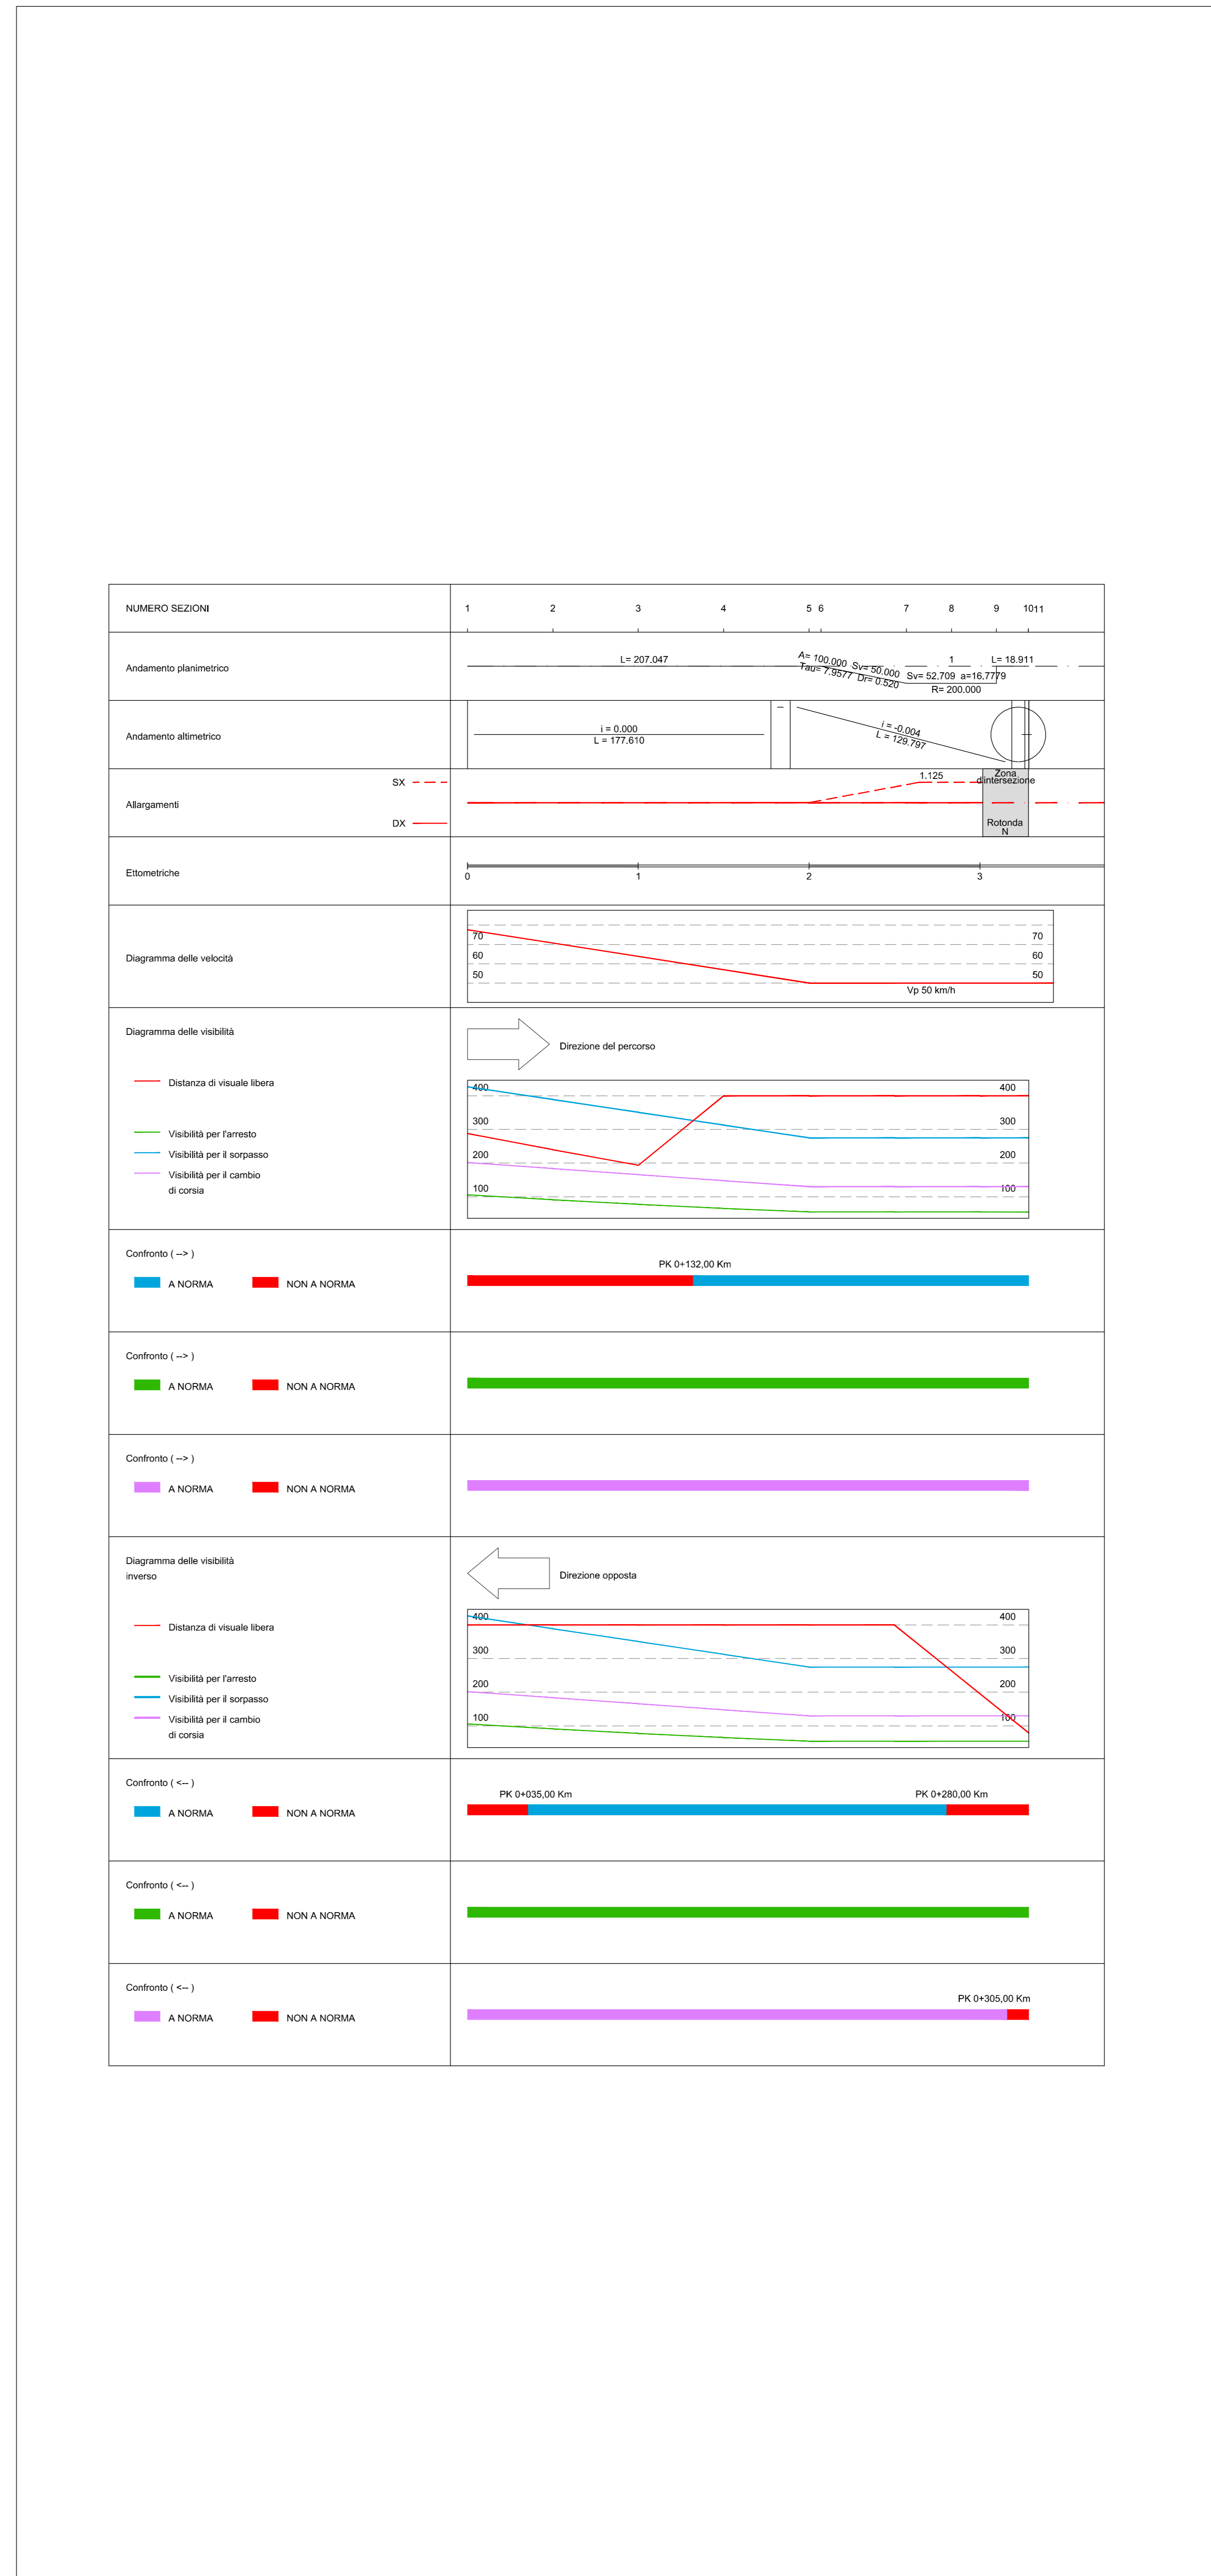 NUMERO SEZIONI
1 2 3 4 5 6 7 8 9 10 11
Andamento planimetrico
L= 207.047
A= 100.000 Sv= 50.000
Tau= 7.9577 Dr= 0.520
1
Sv= 52.709 a=16.7779
R= 200.000
L= 18.911
Andamento altimetrico
i = 0.000
L = 177.610
i = -0.004
L = 129.797
Allargamenti
SX
DX
1.125
Zona
d'intersezione
Rotonda
N
Ettometriche
0 1 2 3
Diagramma delle velocità
70 70
60 60
50 50
Vp 50 km/h
Diagramma delle visibilità
Direzione del percorso
Distanza di visuale libera
Visibilità per l'arresto
Visibilità per il sorpasso
Visibilità per il cambio
di corsia
400 400
300 300
200 200
100 100
Confronto ( --> )
A NORMA NON A NORMA
PK 0+132,00 Km
Confronto ( --> )
A NORMA NON A NORMA
Confronto ( --> )
A NORMA NON A NORMA
Diagramma delle visibilità
inverso
Direzione opposta
Distanza di visuale libera
Visibilità per l'arresto
Visibilità per il sorpasso
Visibilità per il cambio
di corsia
400 400
300 300
200 200
100 100
Confronto ( <-- )
A NORMA NON A NORMA
PK 0+035,00 Km PK 0+280,00 Km
Confronto ( <-- )
A NORMA NON A NORMA
Confronto ( <-- )
A NORMA NON A NORMA
PK 0+305,00 Km